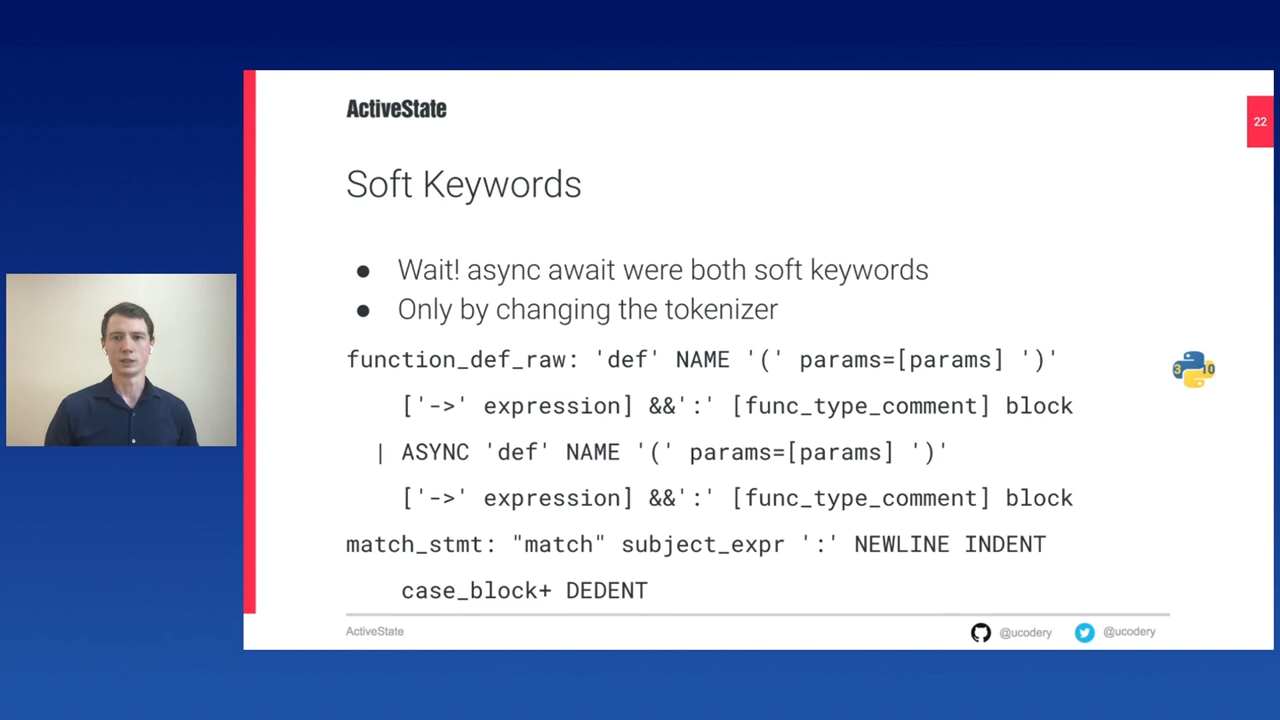 ActiveState
22
Soft Keywords
● Wait! async await were both soft keywords
● Only by changing the tokenizer
function_def_raw: 'def' NAME '(' params=[params] ')'
['->' expression] &&':' [func_type_comment] block
| ASYNC 'def' NAME '(' params=[params] ')'
['->' expression] &&':' [func_type_comment] block
match_stmt: "match" subject_expr ':' NEWLINE INDENT
case_block+ DEDENT
3 10
ActiveState
@ucodery @ucodery